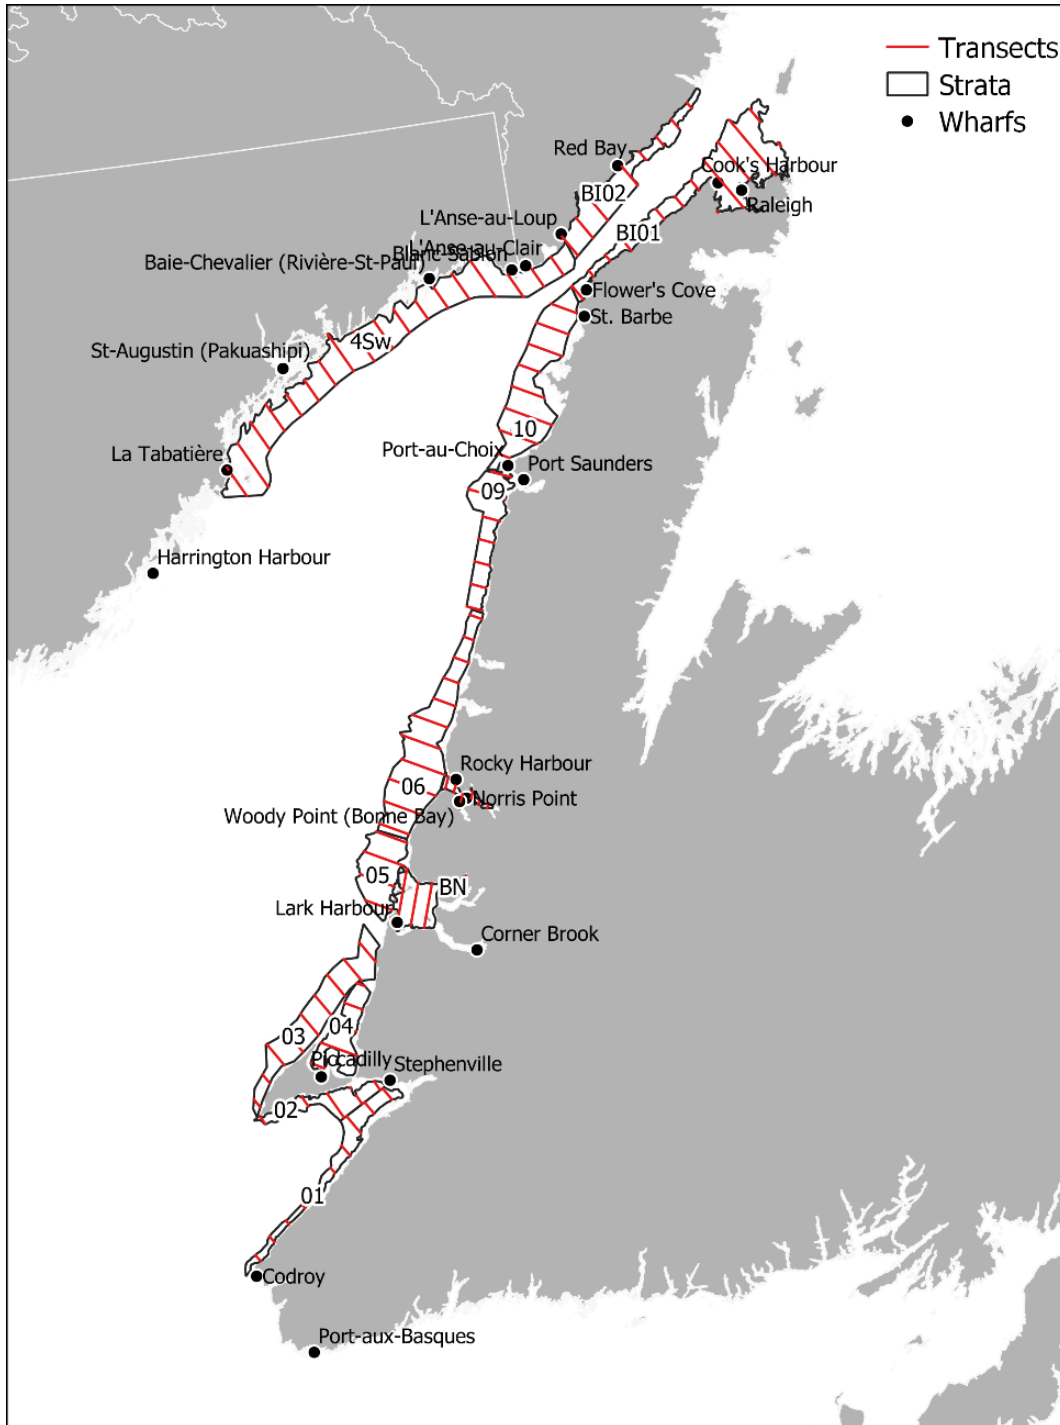 Transects
Strata
Wharfs
Red Bay
Cook's Harbour
BI02
Raleigh
L'Anse-au-Loup
BI01
L'Anse-au-Clair
Blanc-Sablon
Baie-Chevalier (Rivière-St-Paul)
Flower's Cove
St. Barbe
4Sw
St-Augustin (Pakuashipi)
10
Port-au-Choix
La Tabatière
Port Saunders
09
Harrington Harbour
Rocky Harbour
06
Norris Point
Woody Point (Bonne Bay)
05
BN
Lark Harbour
Corner Brook
04
03
Piccadilly
Stephenville
02
01
Codroy
Port-aux-Basques